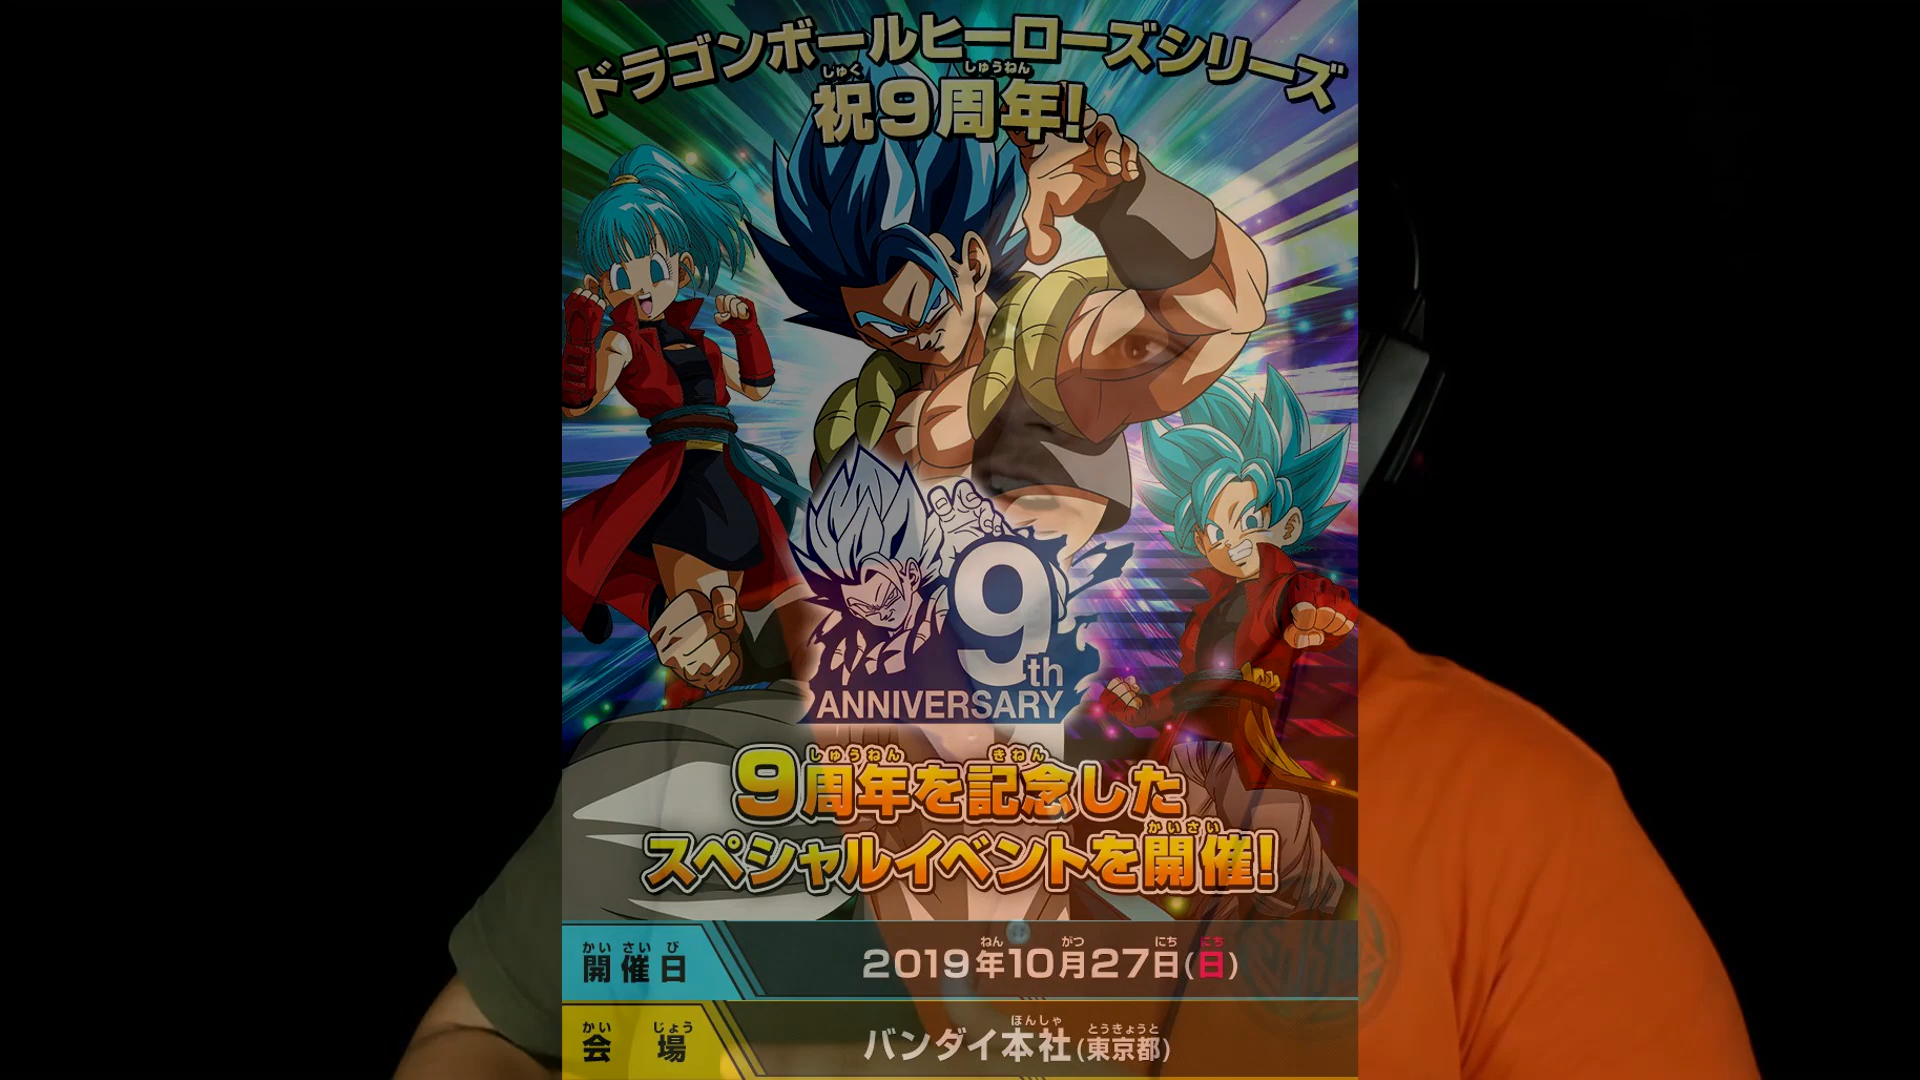 ドラゴンボールヒーローズシリーズ
しゅく しゅうねん
祝9周年!
9th
ANNIVERSARY
しゅうねん きねん
9周年を記念した
かいさい
スペシャルイベントを開催!
かいさいび
開催日
ねん がつ にち にち
2019年10月27日(日)
かい じょう
会場
ほんしゃ とうきょうと
バンダイ本社(東京都)